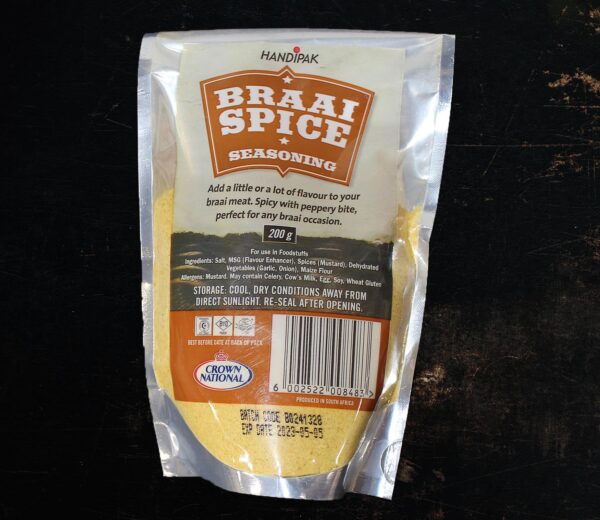 HANDIPAK
BRAAI
SPICE
SEASONING
Add a little or a lot of flavour to your
braai meat. Spicy with peppery bite,
perfect for any braai occasion.
200 g
For use in Foodstuffs
Ingredients: Salt, MSG (Flavour Enhancer), Spices (Mustard), Dehydrated
Vegetables (Garlic, Onion), Maize Flour
Allergens: Mustard. May contain Celery, Cow's Milk, Egg, Soy, Wheat Gluten
STORAGE: COOL, DRY CONDITIONS AWAY FROM
DIRECT SUNLIGHT. RE-SEAL AFTER OPENING.
BEST BEFORE DATE AT BACK OF PACK
CROWN
NATIONAL
6 002522 008483 >
PRODUCED IN SOUTH AFRICA
BATCH CODE B0241320
EXP DATE 2023-05-05